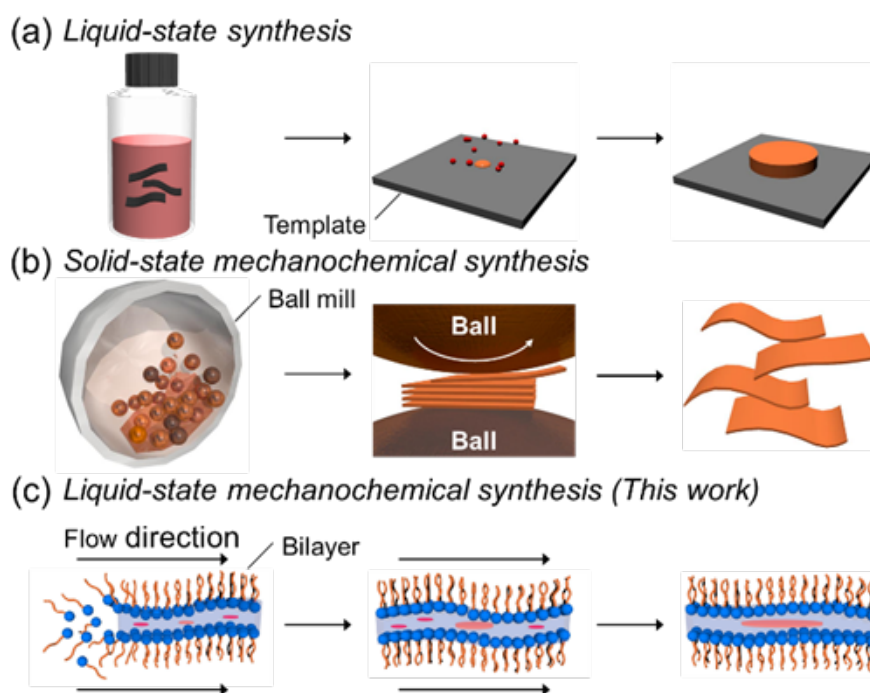 (a) Liquid-state synthesis
Template
(b) Solid-state mechanochemical synthesis
Ball mill
Ball
Ball
(c) Liquid-state mechanochemical synthesis (This work)
Flow direction
Bilayer